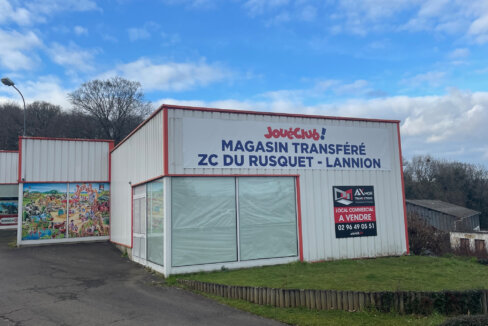 JouéClub!
MAGASIN TRANSFÉRÉ
ZC DU RUSQUET - LANNION
LOCAL COMMERCIAL
A VENDRE
02 96 49 05 51